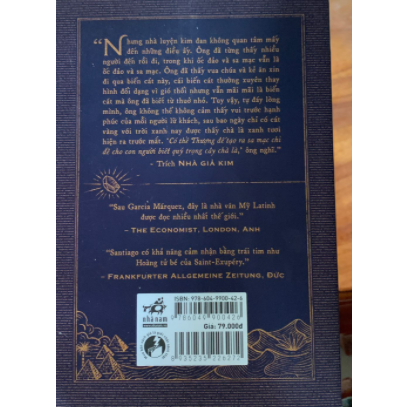 “Nhưng nhà luyện kim đan không quan tâm mấy
đến những điều ấy. Ông đã từng thấy nhiều
người đến rồi đi, trong khi ốc đảo và sa mạc vẫn là
ốc đảo và sa mạc. Ông đã thấy vua chúa và kẻ ăn xin
đi qua biển cát này, cái biển cát thường xuyên thay
hình đổi dạng vì gió thổi nhưng vẫn mãi mãi là biển
cát mà ông đã biết từ thuở nhỏ. Tuy vậy, tự đáy lòng
mình, ông không thể không cảm thấy vui trước hạnh
phúc của mỗi người lữ khách, sau bao ngày chỉ có cát
vàng với trời xanh nay được thấy chà là xanh tươi
hiện ra trước mắt. ‘Có thể Thượng đế tạo ra sa mạc chỉ
để cho con người biết quý trọng cây chà là,’ ông nghĩ.”
– Trích NHÀ GIẢ KIM
“Sau Garcia Márquez, đây là nhà văn Mỹ Latinh
được đọc nhiều nhất thế giới.”
– THE ECONOMIST, LONDON, ANH
“Santiago có khả năng cảm nhận bằng trái tim như
Hoàng tử bé của Saint-Exupéry.”
– FRANKFURTER ALLGEMEINE ZEITUNG, ĐỨC
ISBN: 978-604-9900-42-6
9 786049 900426
nhã nam
Giá: 79.000đ
8 935235 226272